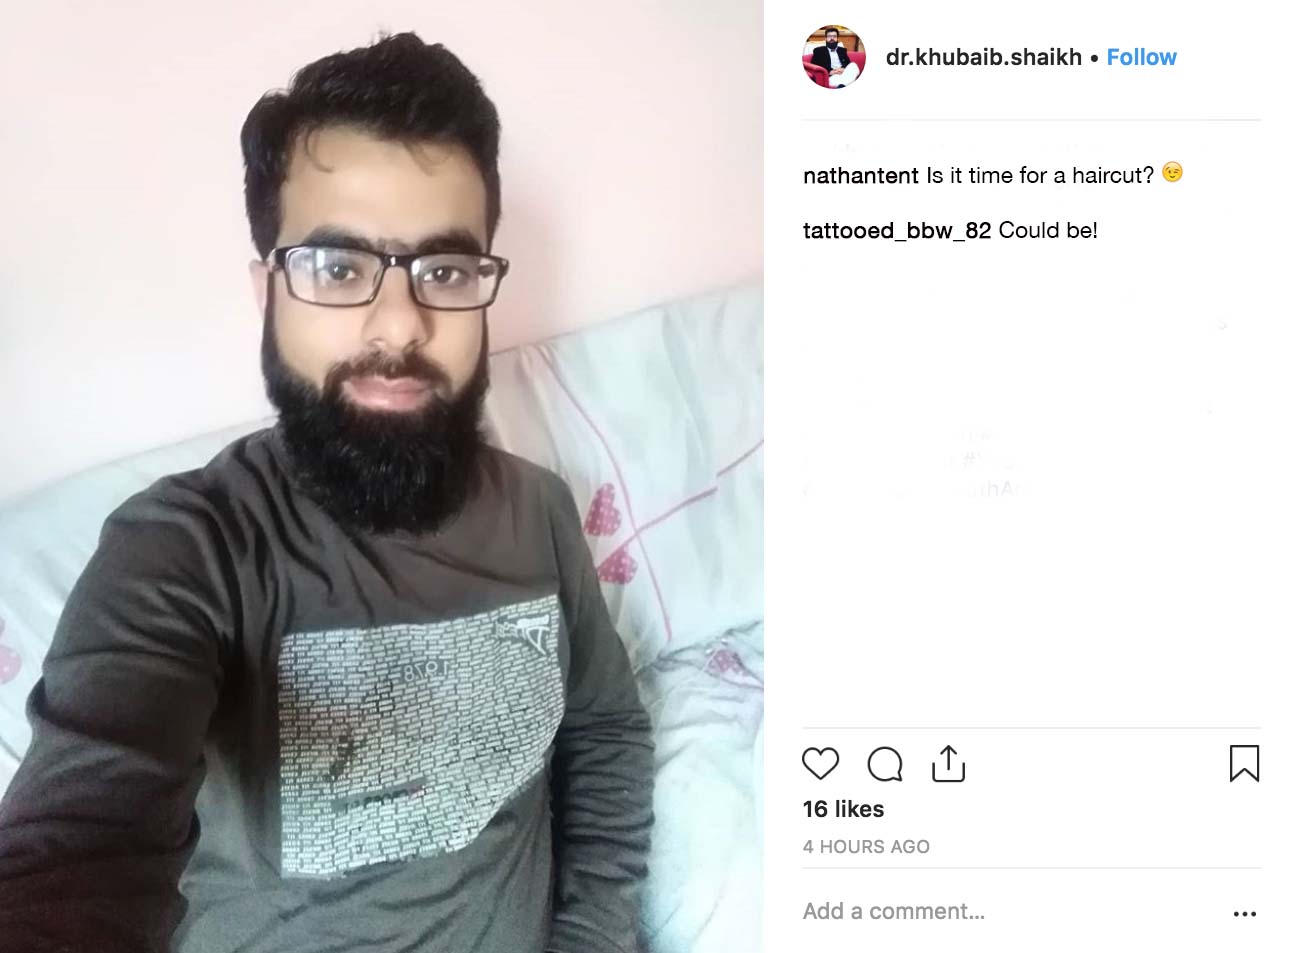 dr.khubaib.shaikh • Follow
nathantent Is it time for a haircut? 😉
tattooed_bbw_82 Could be!
1978
16 likes
4 HOURS AGO
Add a comment...